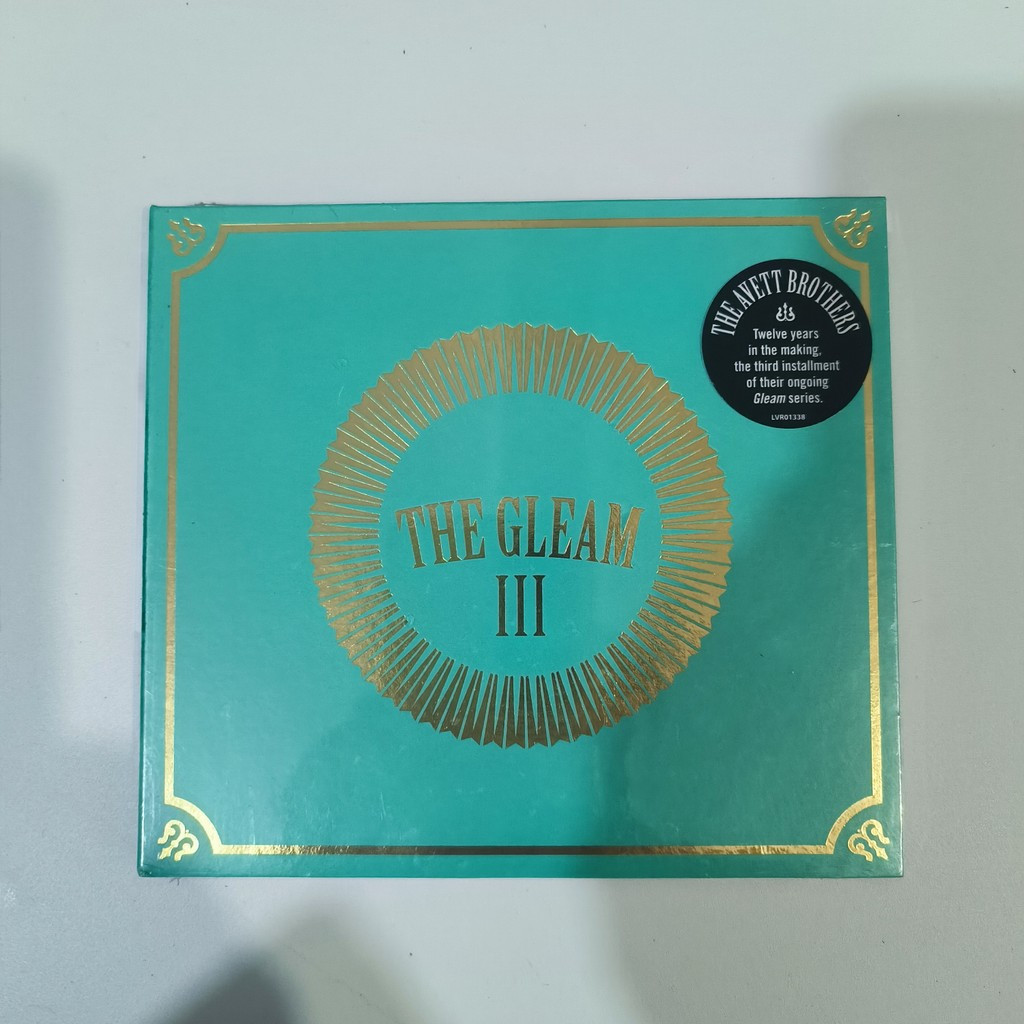 THE AVETT BROTHERS
Twelve years
in the making,
the third installment
of their ongoing
Gleam series.
LVR01338
THE GLEAM
III